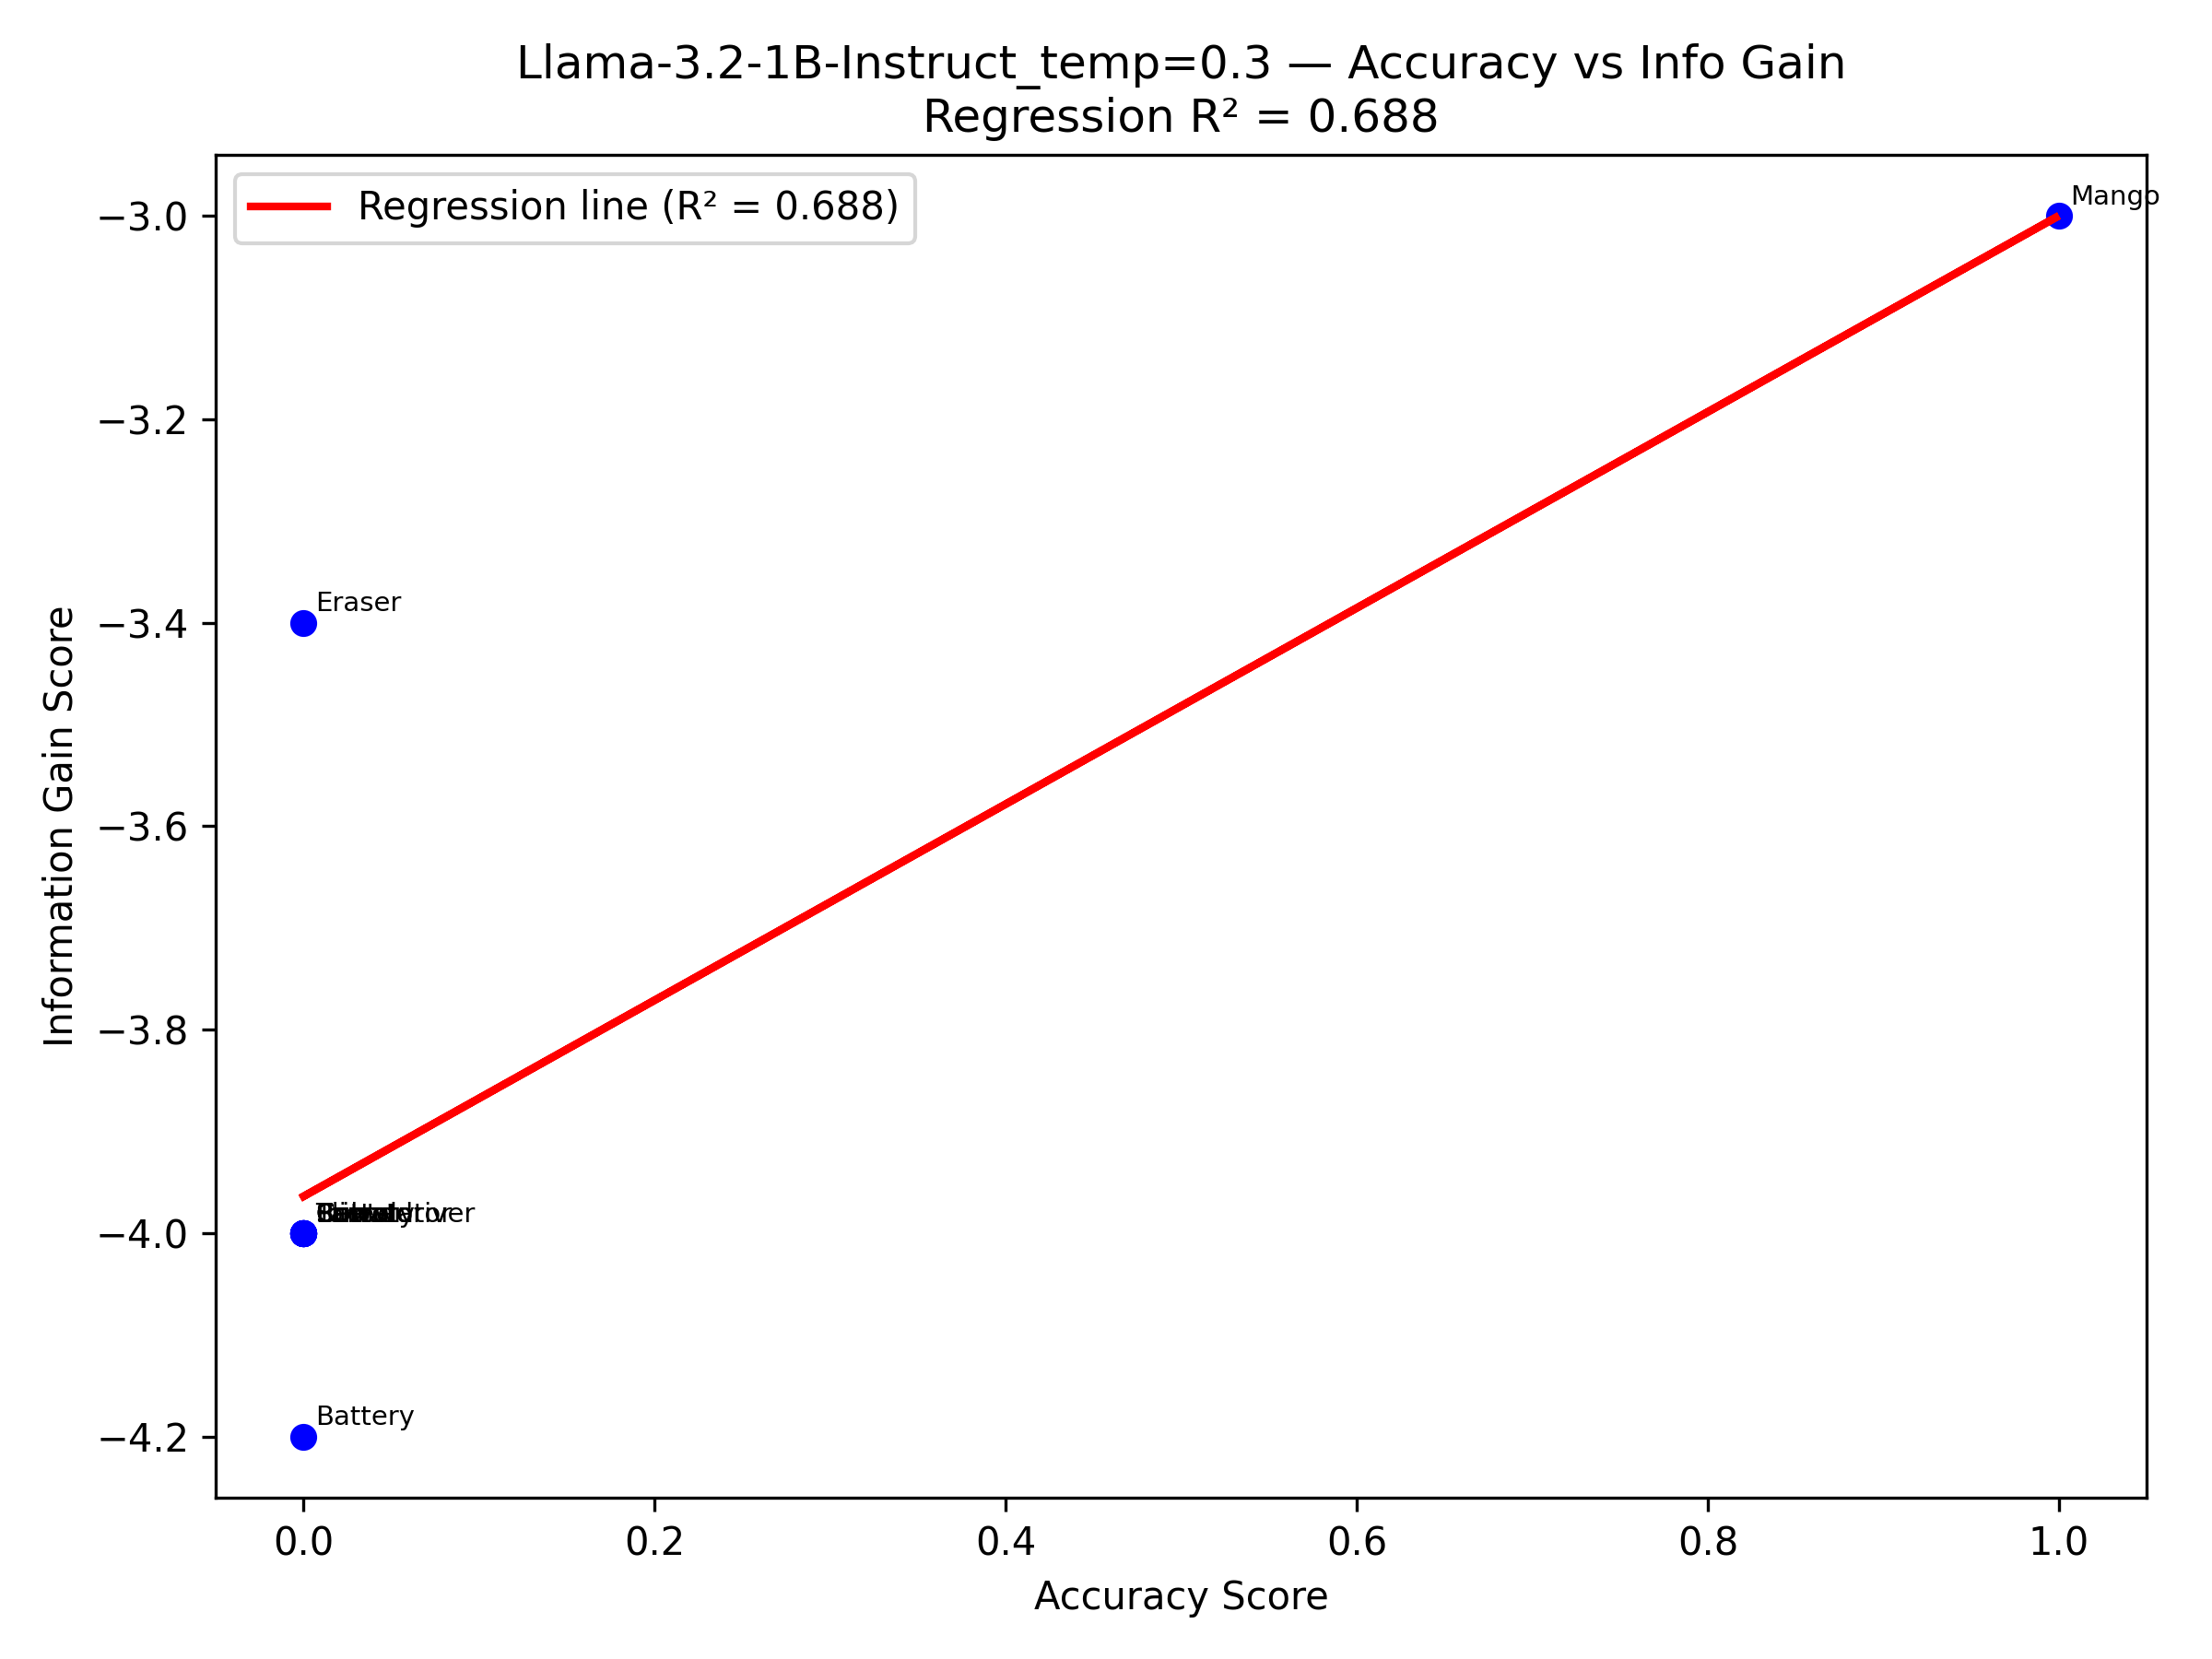 Llama-3.2-1B-Instruct_temp=0.3 — Accuracy vs Info Gain
Regression R² = 0.688
Regression line (R² = 0.688)
Mango
Eraser
Battery
−3.0
−3.2
−3.4
−3.6
−3.8
−4.0
−4.2
Information Gain Score
0.0
0.2
0.4
0.6
0.8
1.0
Accuracy Score